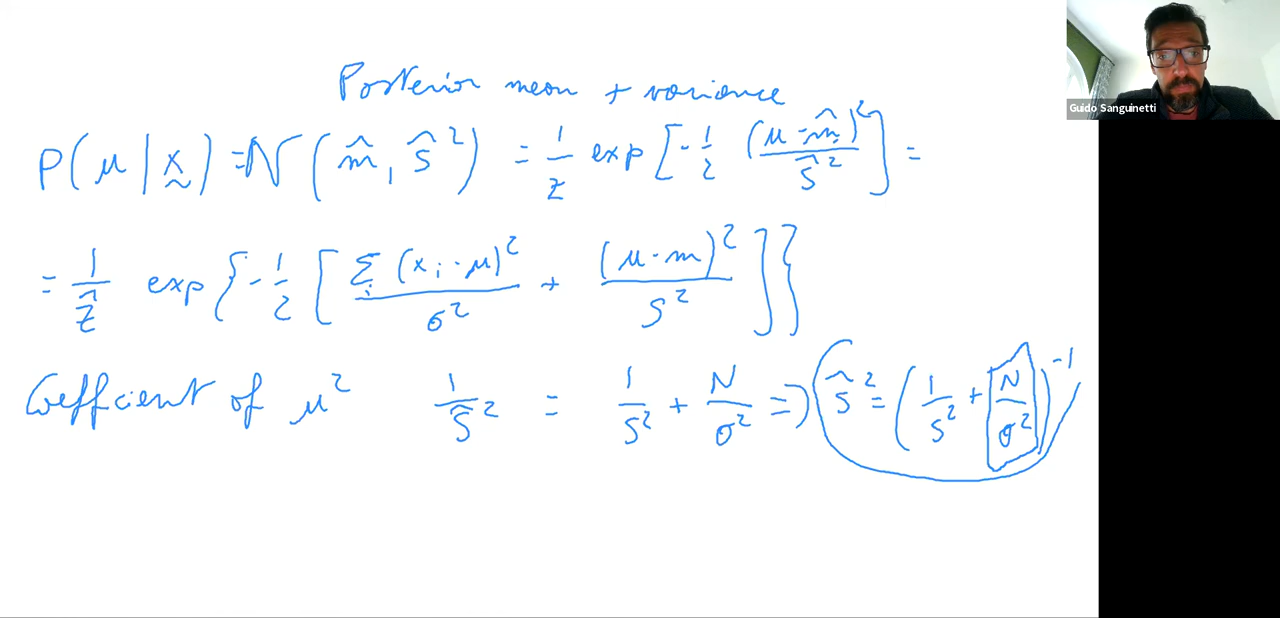 Posterior mean + variance
P(μ|x̰) = N(m̂, ŝ²) = 1/Z exp[-1/2 (μ - m̂)²/ŝ²] =
= 1/Ẑ exp{-1/2 [Σᵢ (xᵢ - μ)²/σ² + (μ - m)²/s²]}
Coefficient of μ² 1/ŝ² = 1/s² + N/σ² => ŝ² = (1/s² + N/σ²)⁻¹
Guido Sanguinetti